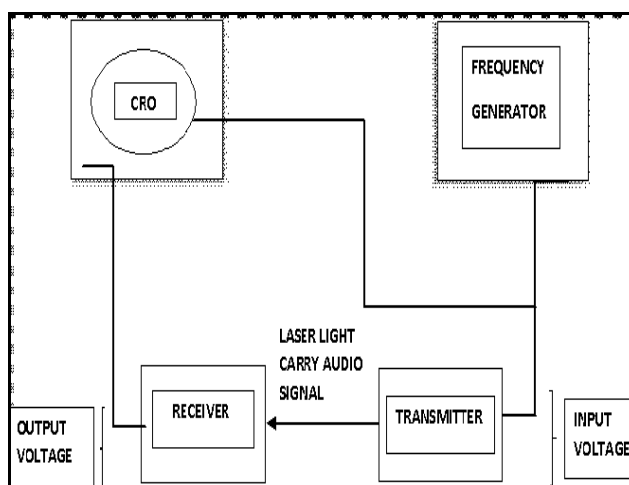 CRO
FREQUENCY
GENERATOR
LASER LIGHT
CARRY AUDIO
SIGNAL
RECEIVER
TRANSMITTER
OUTPUT
VOLTAGE
INPUT
VOLTAGE